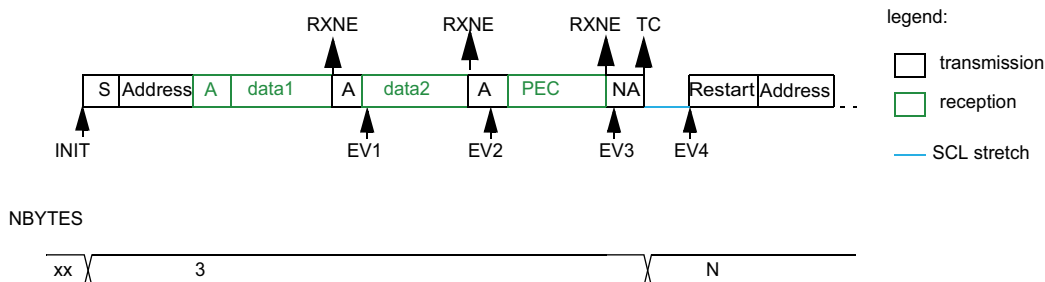 legend:
RXNE RXNE RXNE TC
transmission
S Address A data1 A data2 A PEC NA Restart Address
reception
INIT EV1 EV2 EV3 EV4
SCL stretch
NBYTES
xx 3 N